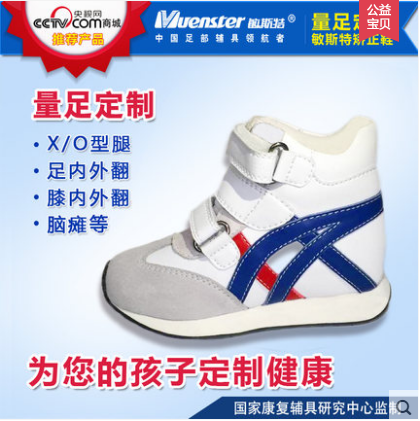 央视网
CCTV.com商城
推荐产品
Muenster 敏斯特
中国足部辅具领航者
量足定
敏斯特矫正鞋
公益
宝贝
量足定制
• X/O型腿
• 足内外翻
• 膝内外翻
• 脑瘫等
为您的孩子定制健康
国家康复辅具研究中心监制